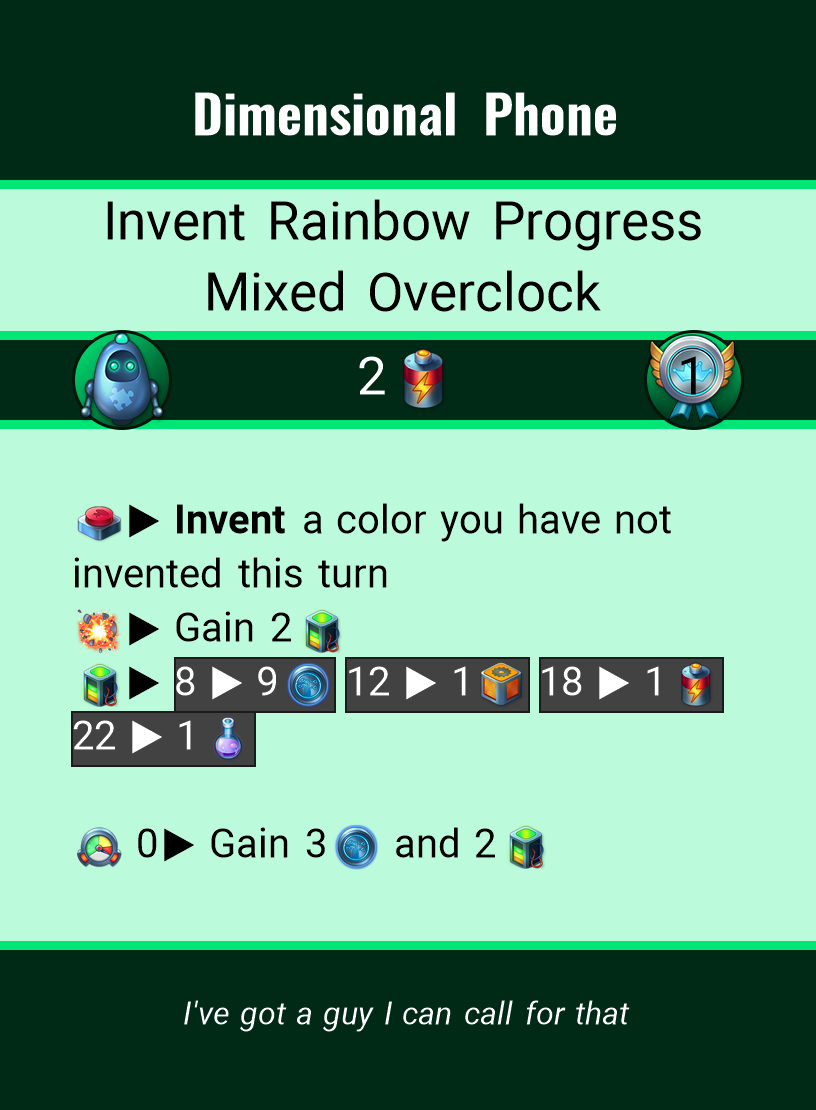 Dimensional Phone
Invent Rainbow Progress
Mixed Overclock
2
1
▶ Invent a color you have not
invented this turn
▶ Gain 2
▶ 8 ▶ 9 12 ▶ 1 18 ▶ 1
22 ▶ 1
0▶ Gain 3 and 2
I've got a guy I can call for that